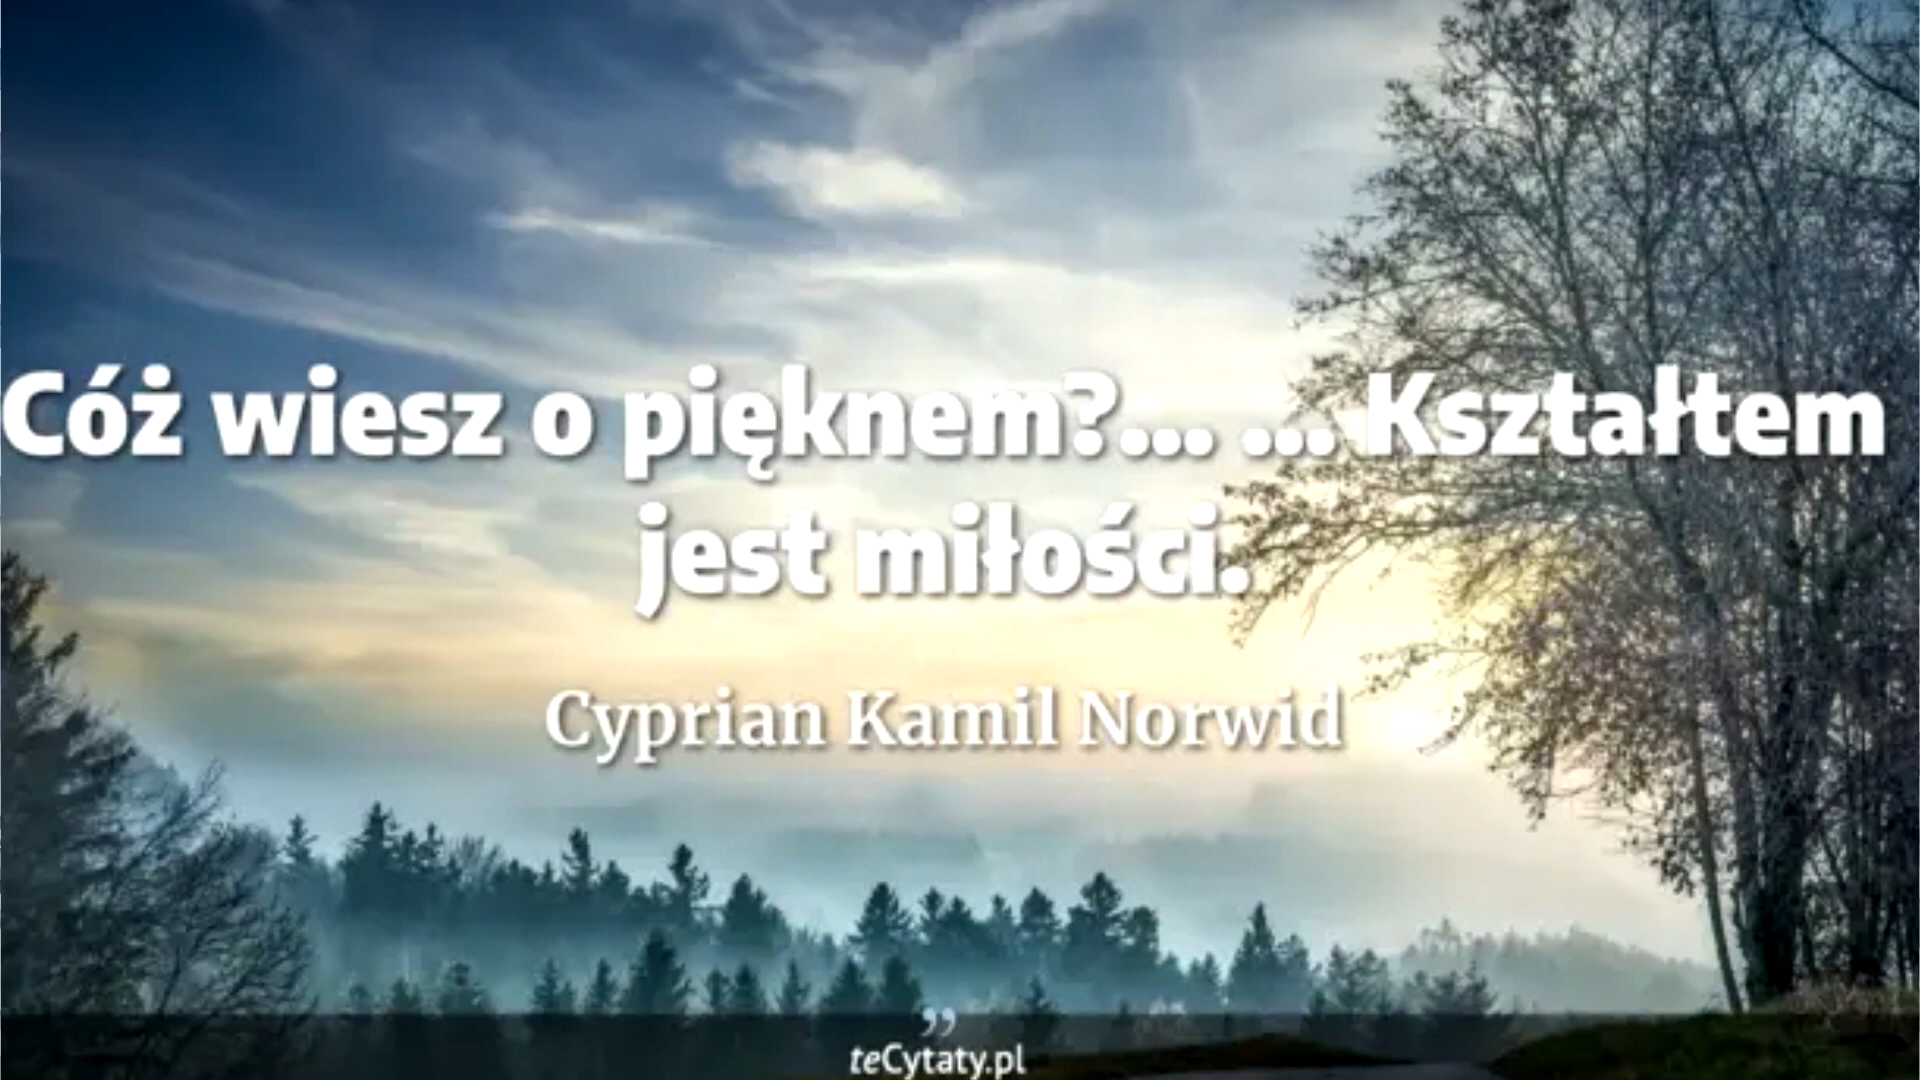 Cóż wiesz o pięknem?... ... Kształtem
jest miłości.
Cyprian Kamil Norwid
”
teCytaty.pl